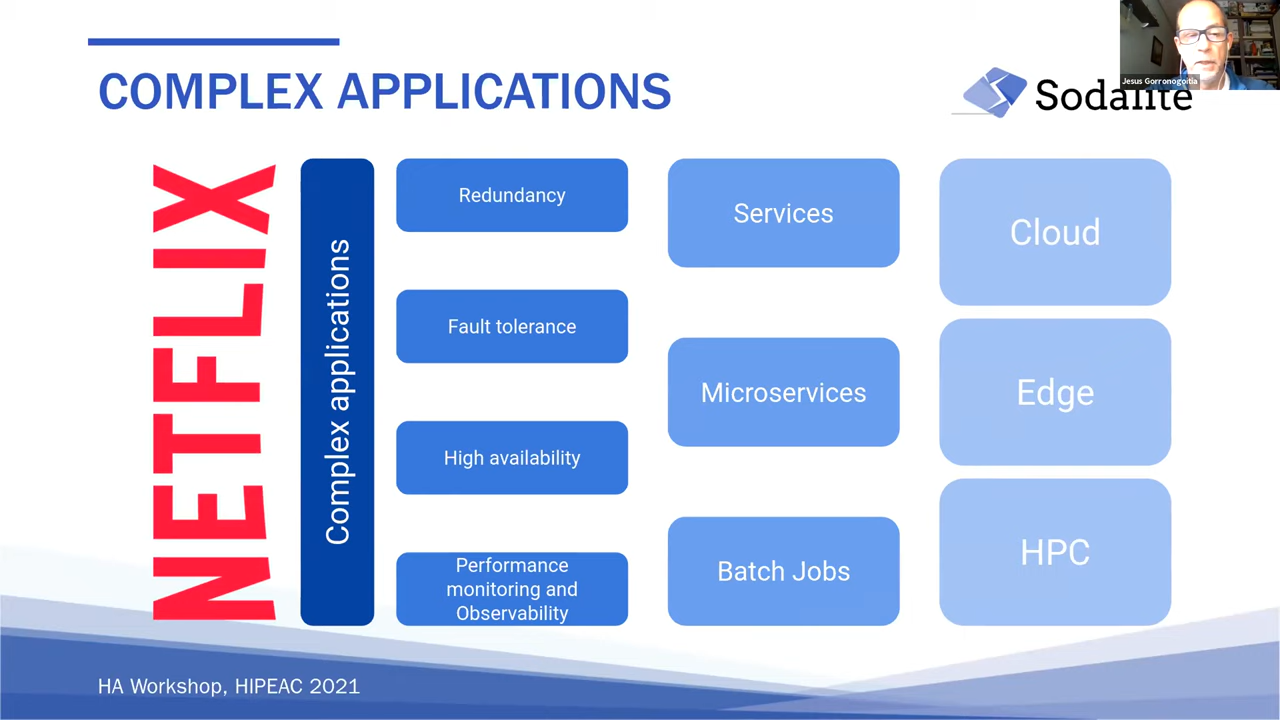 COMPLEX APPLICATIONS
Sodalite
Jesus Gorronogoitia
NETFLIX
Complex applications
Redundancy
Fault tolerance
High availability
Performance
monitoring and
Observability
Services
Microservices
Batch Jobs
Cloud
Edge
HPC
HA Workshop, HIPEAC 2021